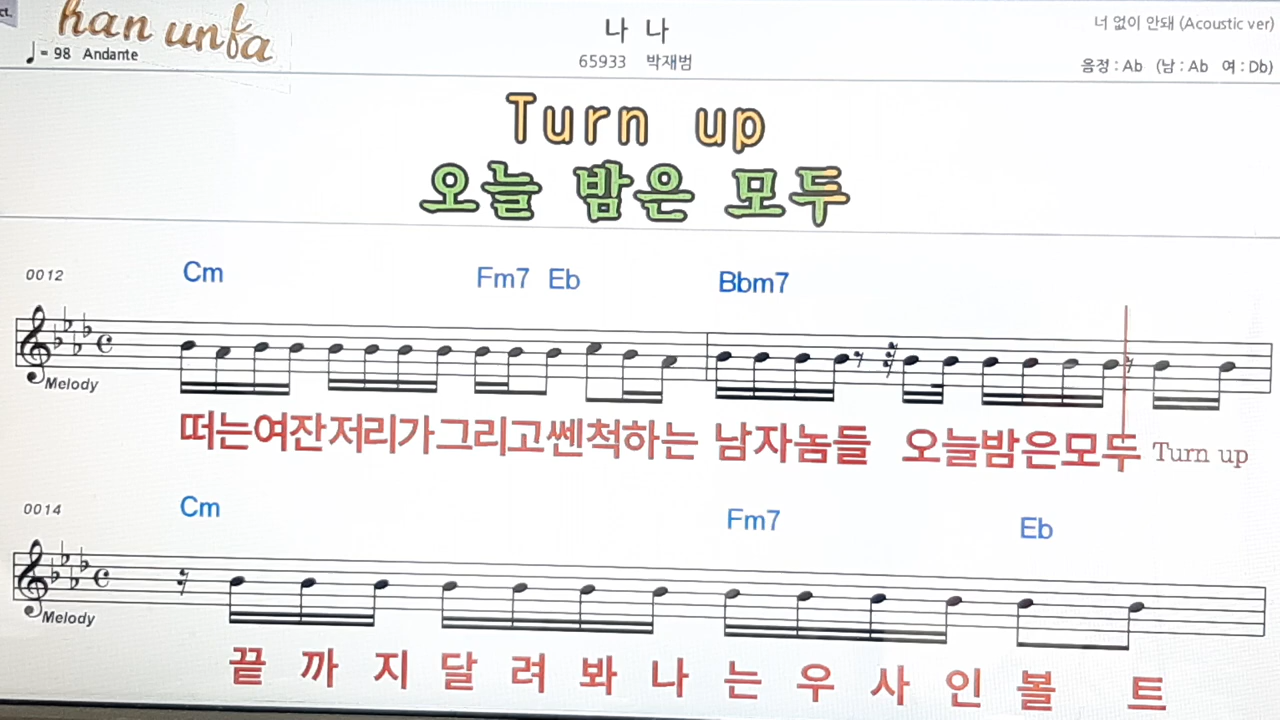 ct.
han unfa
♩= 98 Andante
나 나
65933 박재범
너 없이 안돼 (Acoustic ver)
음정 : Ab (남 : Ab 여 : Db)
Turn up
오늘 밤은 모두
0012
Cm Fm7 Eb Bbm7
Melody
떠는여잔저리가그리고쎈척하는 남자놈들 오늘밤은모두 Turn up
0014
Cm Fm7 Eb
Melody
끝 까 지 달 려 봐 나 는 우 사 인 볼 트